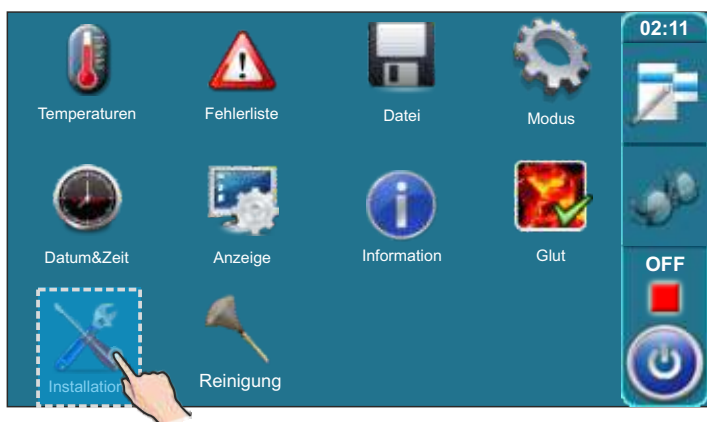 02:11
Temperaturen
Fehlerliste
Datei
Modus
Datum&Zeit
Anzeige
Information
Glut
OFF
Installation
Reinigung